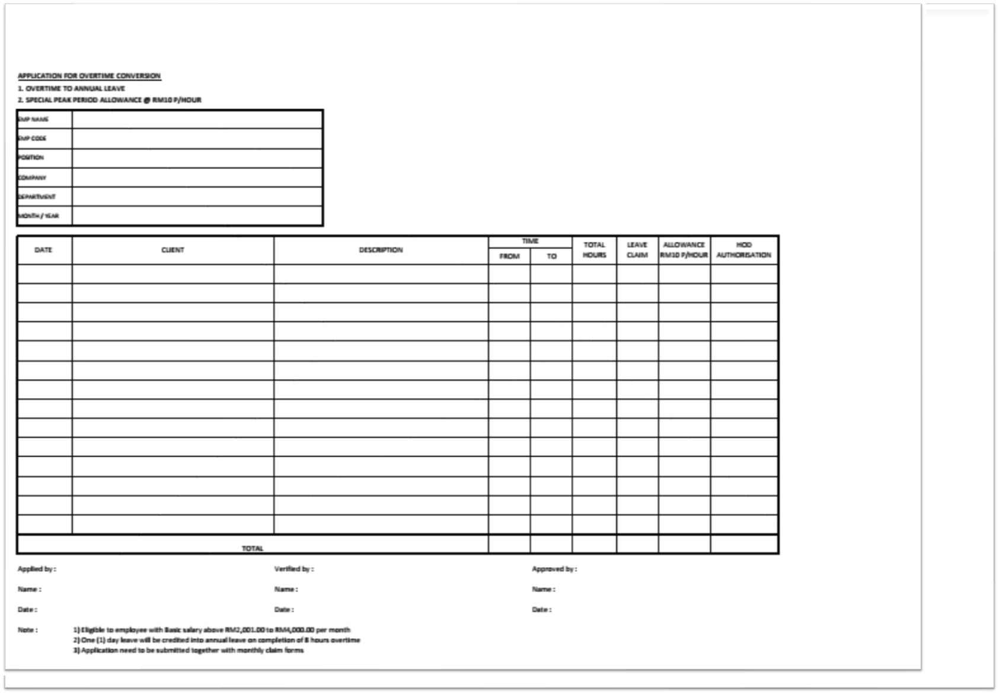 APPLICATION FOR OVERTIME CONVERSION
1. OVERTIME TO ANNUAL LEAVE
2. SPECIAL PEAK PERIOD ALLOWANCE @ RM10 P/HOUR
EMP NAME
EMP CODE
POSITION
COMPANY
DEPARTMENT
MONTH / YEAR
DATE CLIENT DESCRIPTION TIME TOTAL LEAVE ALLOWANCE HOD
FROM TO HOURS CLAIM RM10 P/HOUR AUTHORISATION
TOTAL
Applied by : Verified by : Approved by :
Name : Name : Name :
Date : Date : Date :
Note : 1) Eligible to employee with Basic salary above RM2,001.00 to RM4,000.00 per month
2) One (1) day leave will be credited into annual leave on completion of 8 hours overtime
3) Application need to be submitted together with monthly claim forms